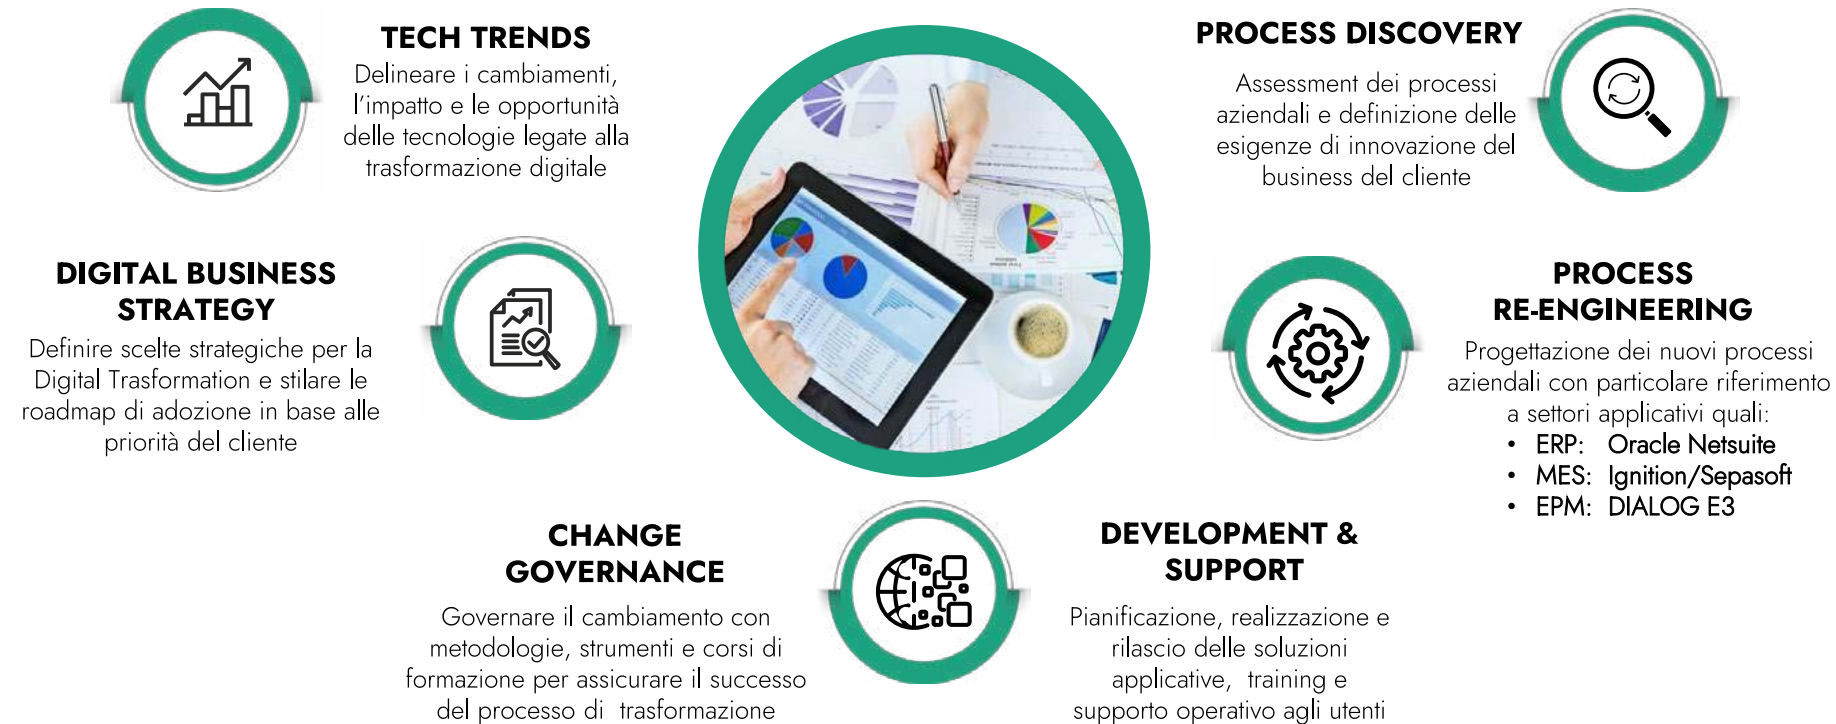 TECH TRENDS
Delineare i cambiamenti,
l'impatto e le opportunità
delle tecnologie legate alla
trasformazione digitale
PROCESS DISCOVERY
Assessment dei processi
aziendali e definizione delle
esigenze di innovazione del
business del cliente
DIGITAL BUSINESS
STRATEGY
Definire scelte strategiche per la
Digital Trasformation e stilare le
roadmap di adozione in base alle
priorità del cliente
PROCESS
RE-ENGINEERING
Progettazione dei nuovi processi
aziendali con particolare riferimento
a settori applicativi quali:
• ERP: Oracle Netsuite
• MES: Ignition/Sepasoft
• EPM: DIALOG E3
CHANGE
GOVERNANCE
Governare il cambiamento con
metodologie, strumenti e corsi di
formazione per assicurare il successo
del processo di trasformazione
DEVELOPMENT &
SUPPORT
Pianificazione, realizzazione e
rilascio delle soluzioni
applicative, training e
supporto operativo agli utenti